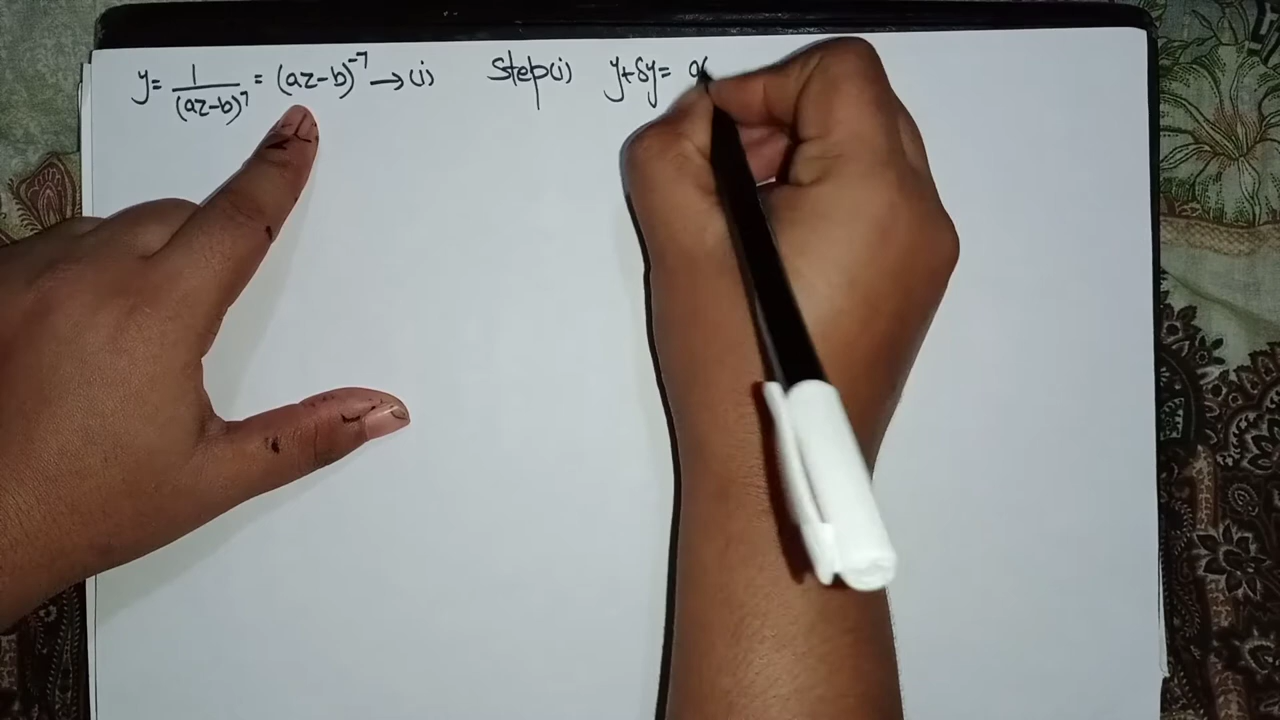 y = 1/(az-b)^7 = (az-b)^-7 → (i) Step(i) y+δy = a